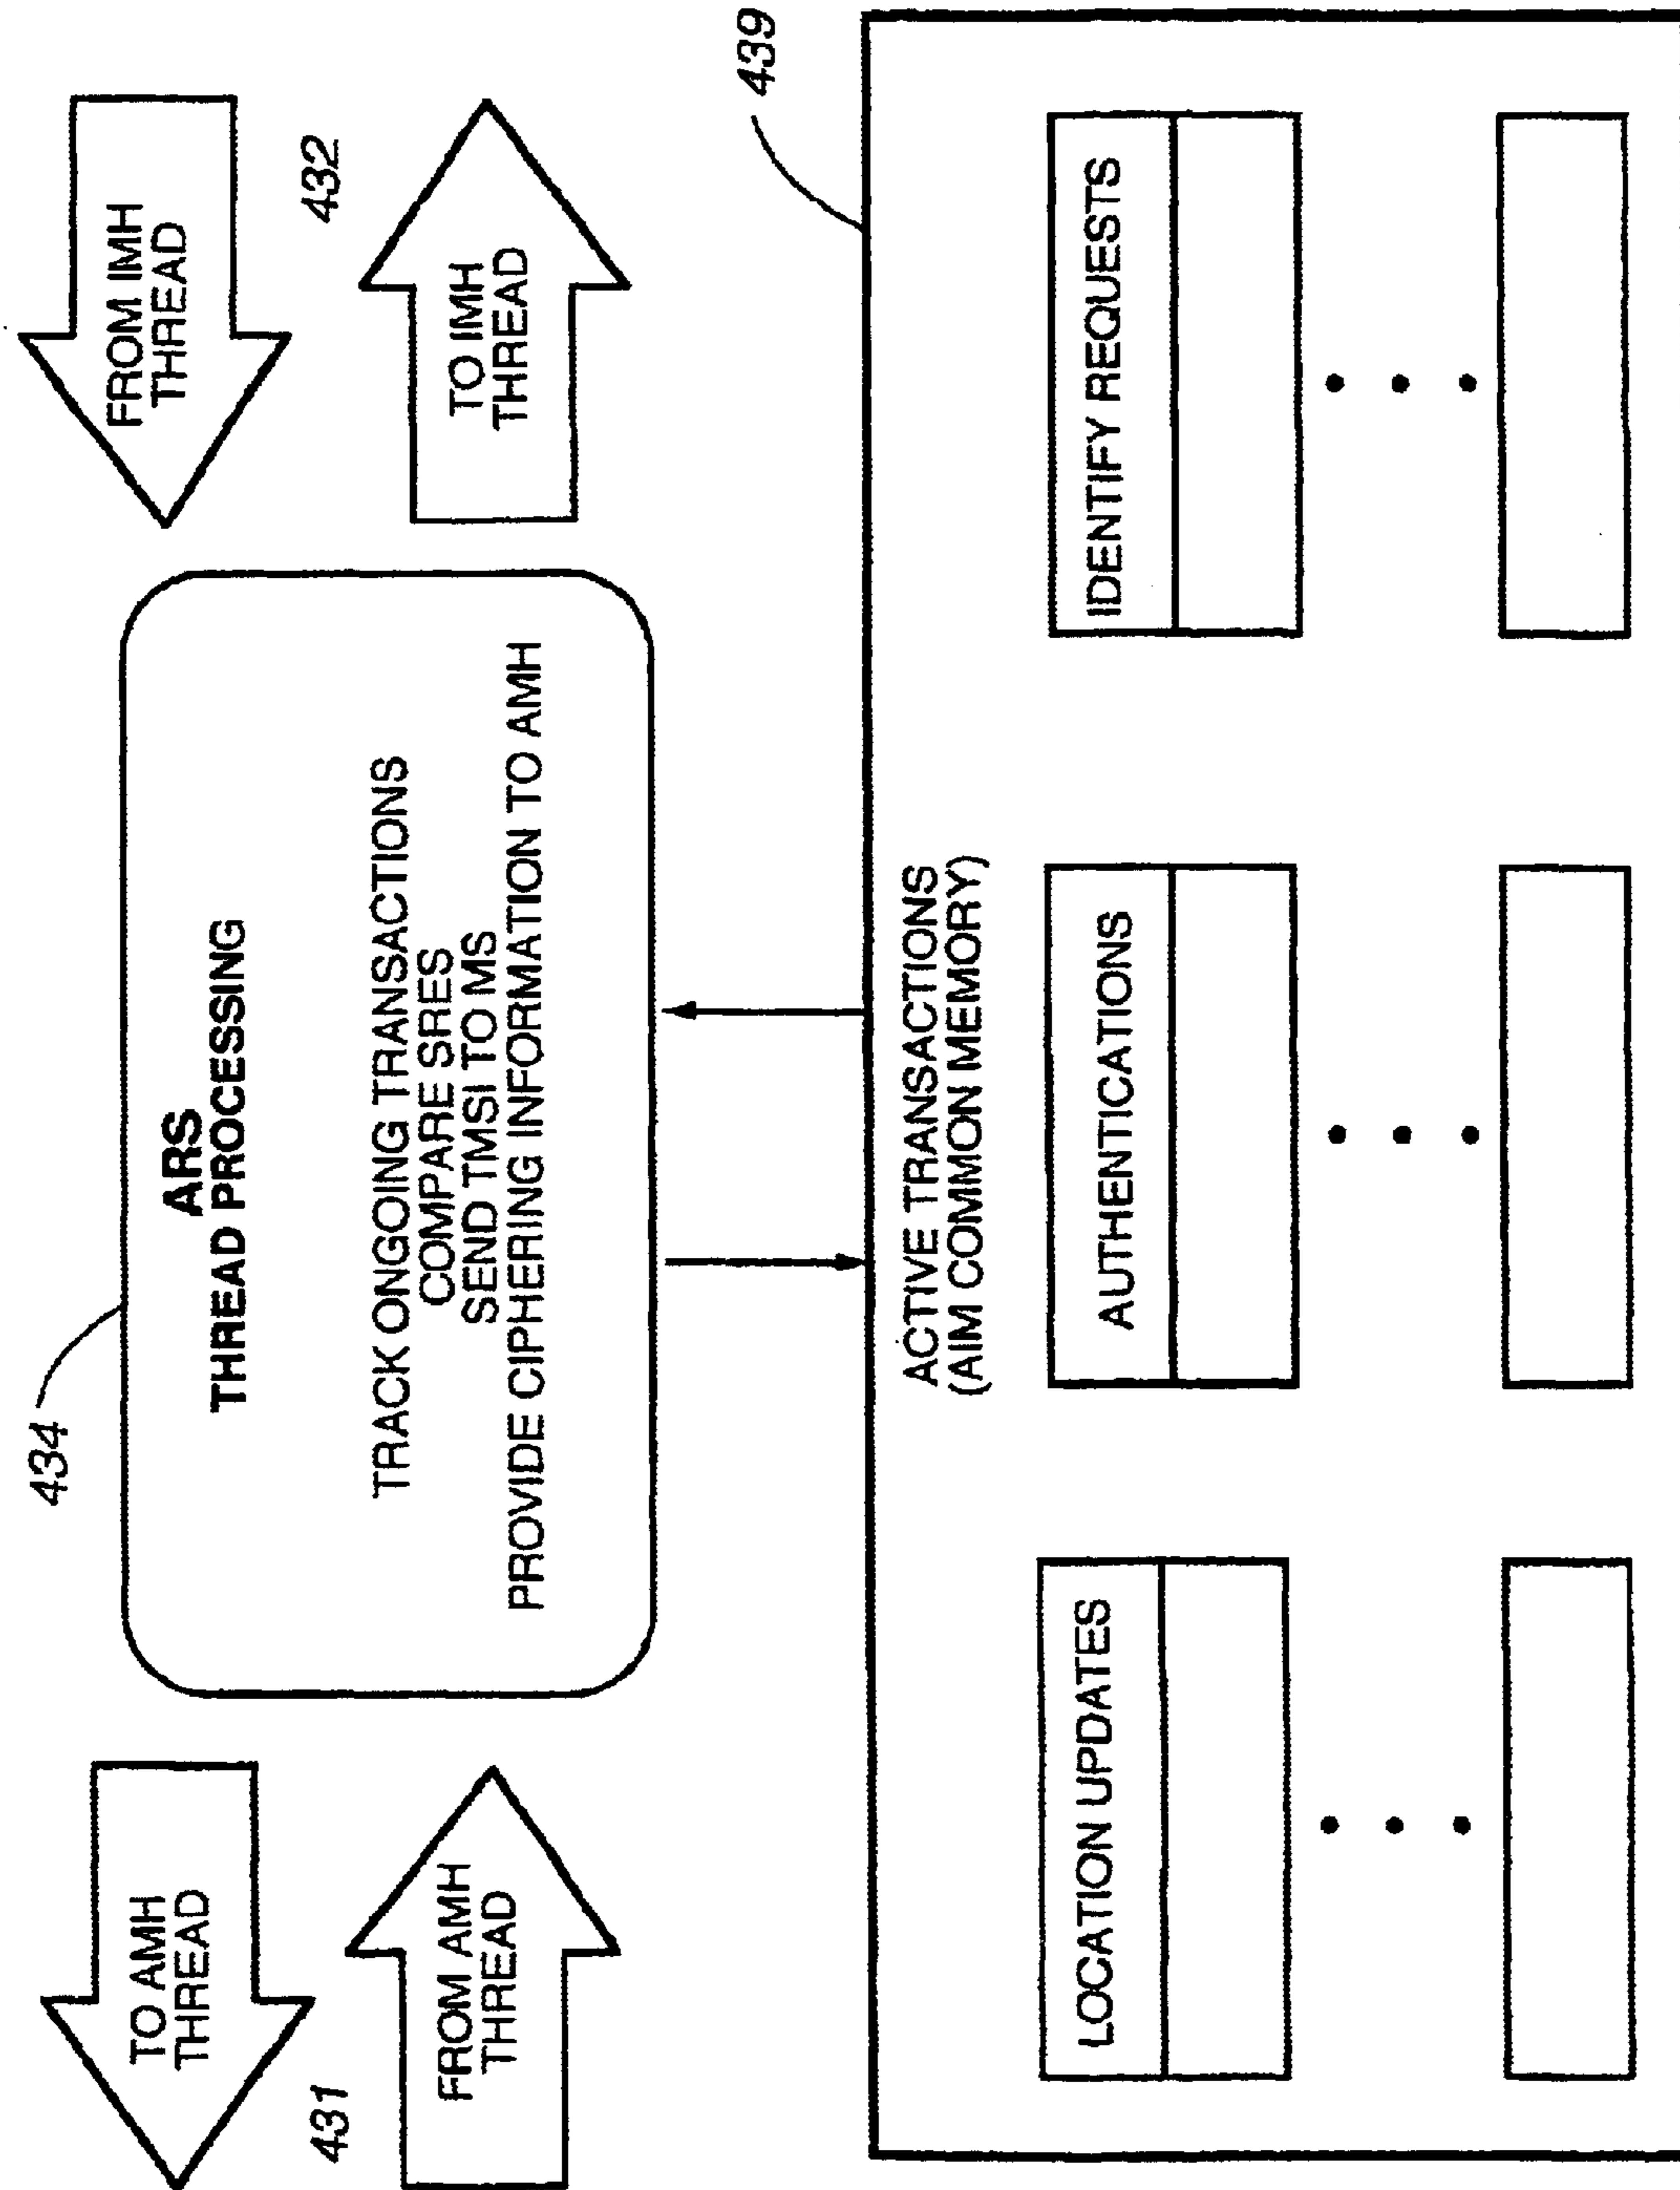 434
TO AMH
THREAD
431
FROM AMH
THREAD
ARS
THREAD PROCESSING
TRACK ONGOING TRANSACTIONS
COMPARE SRES
SEND TMSI TO MS
PROVIDE CIPHERING INFORMATION TO AMH
FROM IMH
THREAD
432
TO IMH
THREAD
439
ACTIVE TRANSACTIONS
(AIM COMMON MEMORY)
LOCATION UPDATES
AUTHENTICATIONS
IDENTIFY REQUESTS